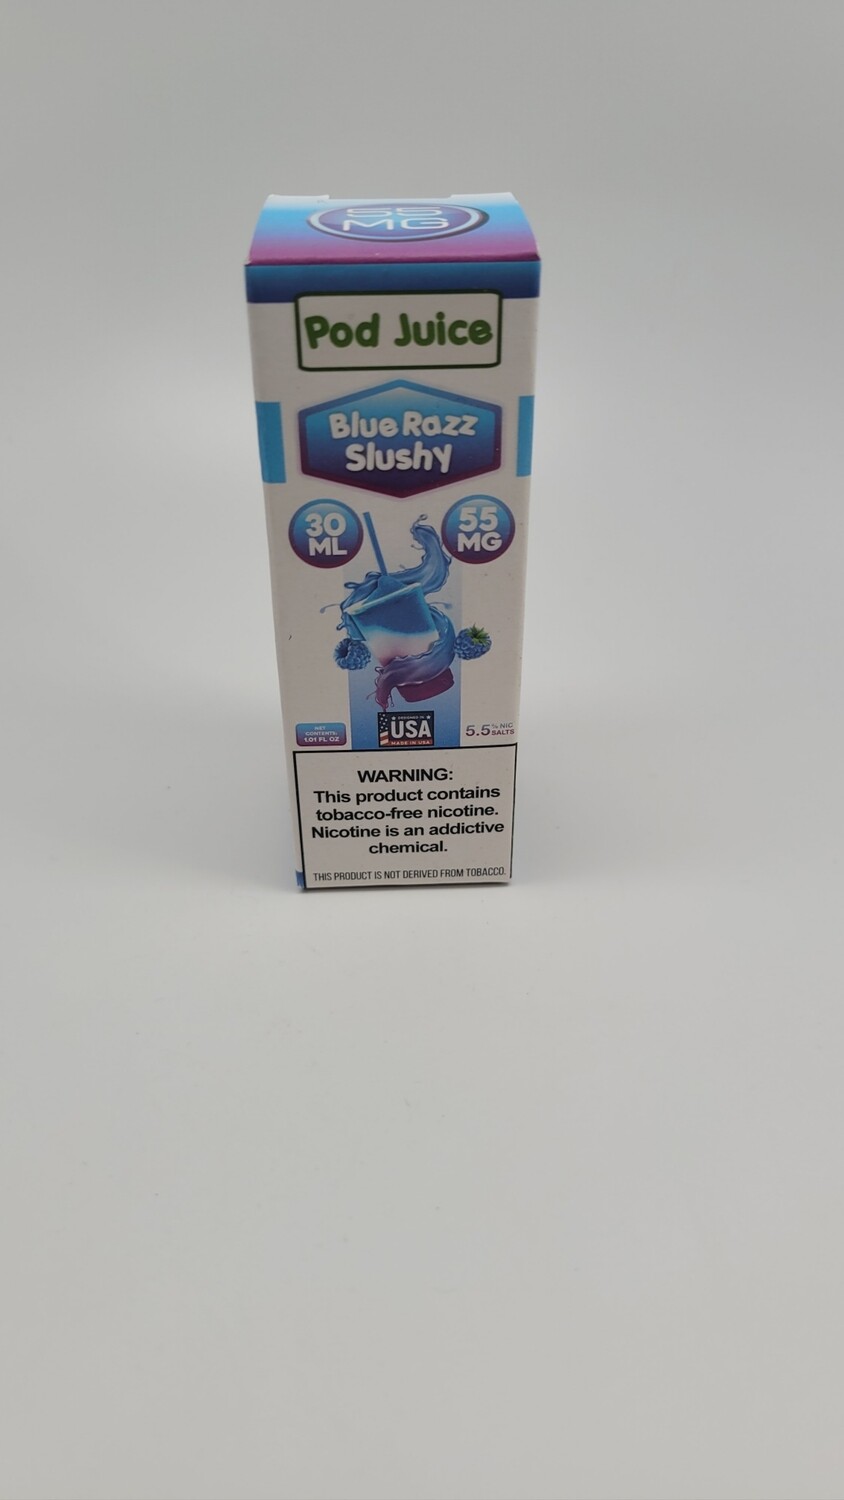 55
MG
Pod Juice
Blue Razz
Slushy
30
ML
55
MG
NET
CONTENTS:
1.01 FL OZ
DESIGNED IN
USA
MADE IN USA
5.5% NIC
SALTS
WARNING:
This product contains
tobacco-free nicotine.
Nicotine is an addictive
chemical.
THIS PRODUCT IS NOT DERIVED FROM TOBACCO.